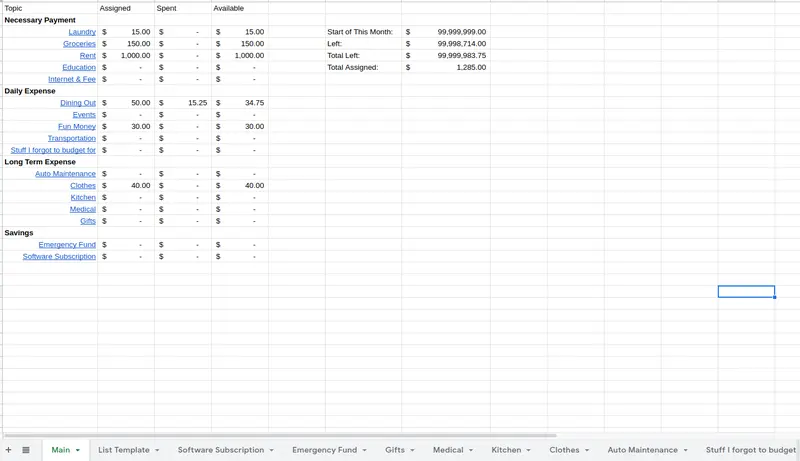 Topic Assigned Spent Available
Necessary Payment
Laundry $ 15.00 $ - $ 15.00 Start of This Month: $ 99,999,999.00
Groceries $ 150.00 $ - $ 150.00 Left: $ 99,998,714.00
Rent $ 1,000.00 $ - $ 1,000.00 Total Left: $ 99,999,983.75
Education $ - $ - $ - Total Assigned: $ 1,285.00
Internet & Fee $ - $ - $ -
Daily Expense
Dining Out $ 50.00 $ 15.25 $ 34.75
Events $ - $ - $ -
Fun Money $ 30.00 $ - $ 30.00
Transportation $ - $ - $ -
Stuff I forgot to budget for $ - $ - $ -
Long Term Expense
Auto Maintenance $ - $ - $ -
Clothes $ 40.00 $ - $ 40.00
Kitchen $ - $ - $ -
Medical $ - $ - $ -
Gifts $ - $ - $ -
Savings
Emergency Fund $ - $ - $ -
Software Subscription $ - $ - $ -
Main List Template Software Subscription Emergency Fund Gifts Medical Kitchen Clothes Auto Maintenance Stuff I forgot to budget